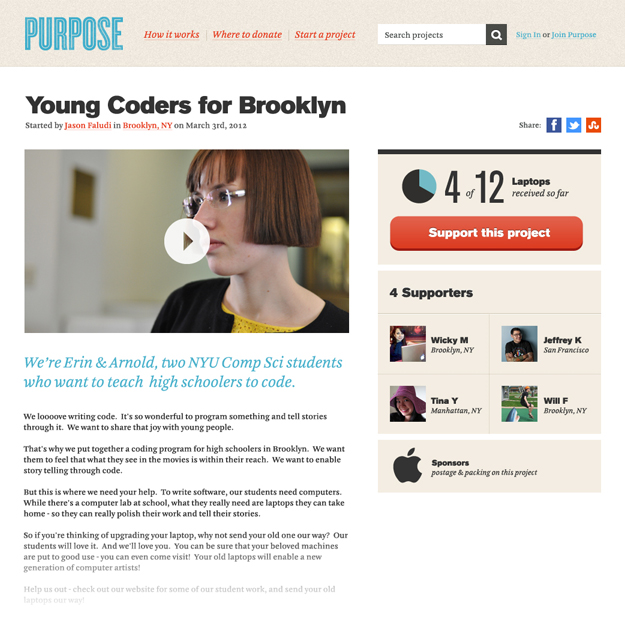 PURPOSE
How it works
Where to donate
Start a project
Search projects
Sign In or Join Purpose
Young Coders for Brooklyn
Started by Jason Faludi in Brooklyn, NY on March 3rd, 2012
Share:
4 of 12
Laptops
received so far
Support this project
We're Erin & Arnold, two NYU Comp Sci students
who want to teach high schoolers to code.
We loooove writing code. It's so wonderful to program something and tell stories
through it. We want to share that joy with young people.
That's why we put together a coding program for high schoolers in Brooklyn. We want
them to feel that what they see in the movies is within their reach. We want to enable
story telling through code.
But this is where we need your help. To write software, our students need computers.
While there's a computer lab at school, what they really need are laptops they can take
home - so they can really polish their work and tell their stories.
So if you're thinking of upgrading your laptop, why not send your old one our way? Our
students will love it. And we'll love you. You can be sure that your beloved machines
are put to good use - you can even come visit! Your old laptops will enable a new
generation of computer artists!
Help us out - check out our website for some of our student work, and send your old
laptops our way!
4 Supporters
Wicky M
Brooklyn, NY
Jeffrey K
San Francisco
Tina Y
Manhattan, NY
Will F
Brooklyn, NY
Sponsors
postage & packing on this project